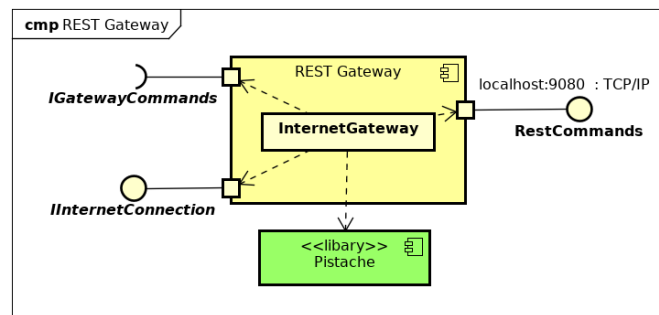 cmp REST Gateway
REST Gateway
IGatewayCommands
localhost:9080 : TCP/IP
InternetGateway
RestCommands
IInternetConnection
<<libary>>
Pistache